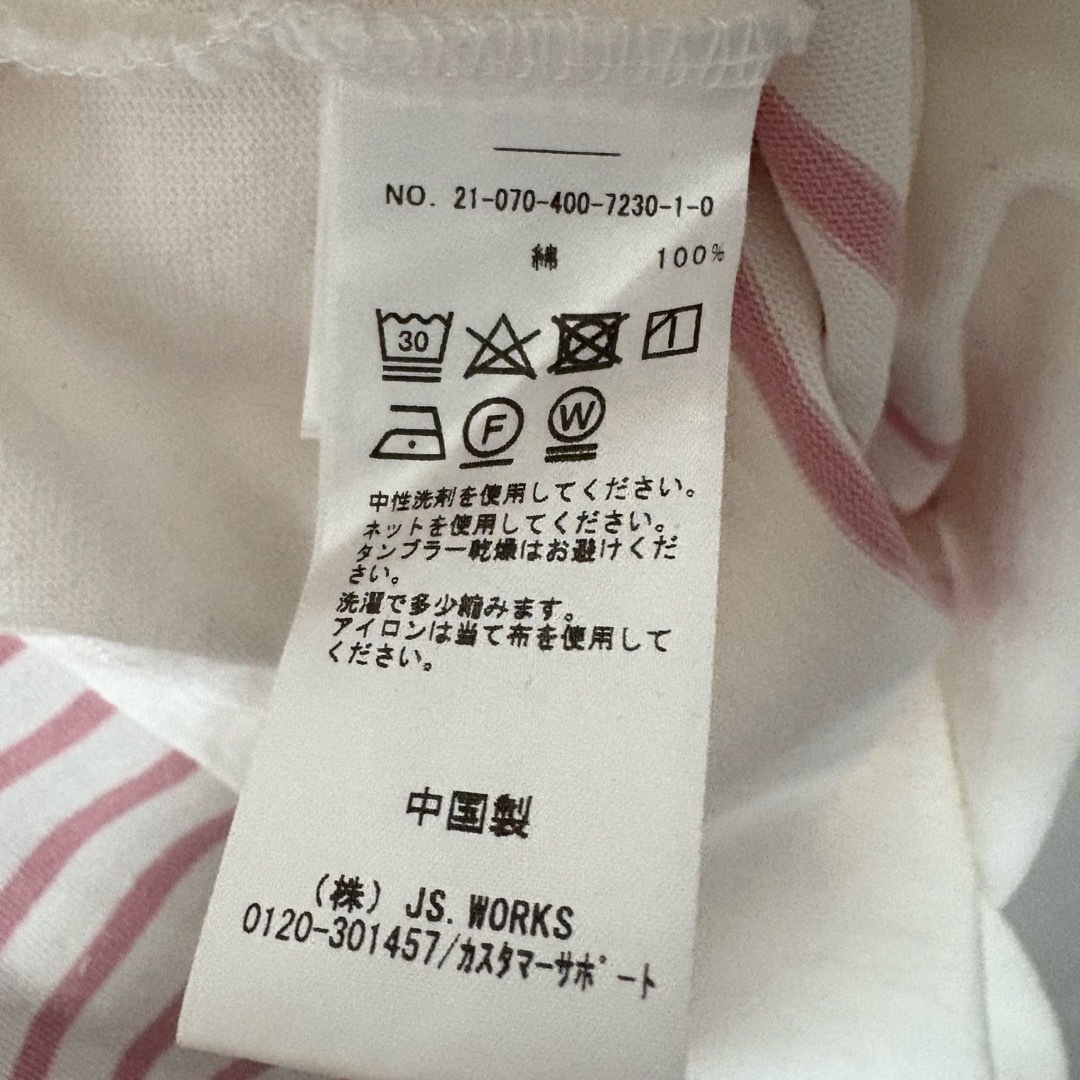 NO. 21-070-400-7230-1-0
綿 100%
30
F W
中性洗剤を使用してください。
ネットを使用してください。
タンブラー乾燥はお避けくだ
さい。
洗濯で多少縮みます。
アイロンは当て布を使用して
ください。
中国製
(株) JS. WORKS
0120-301457/カスタマーサポート